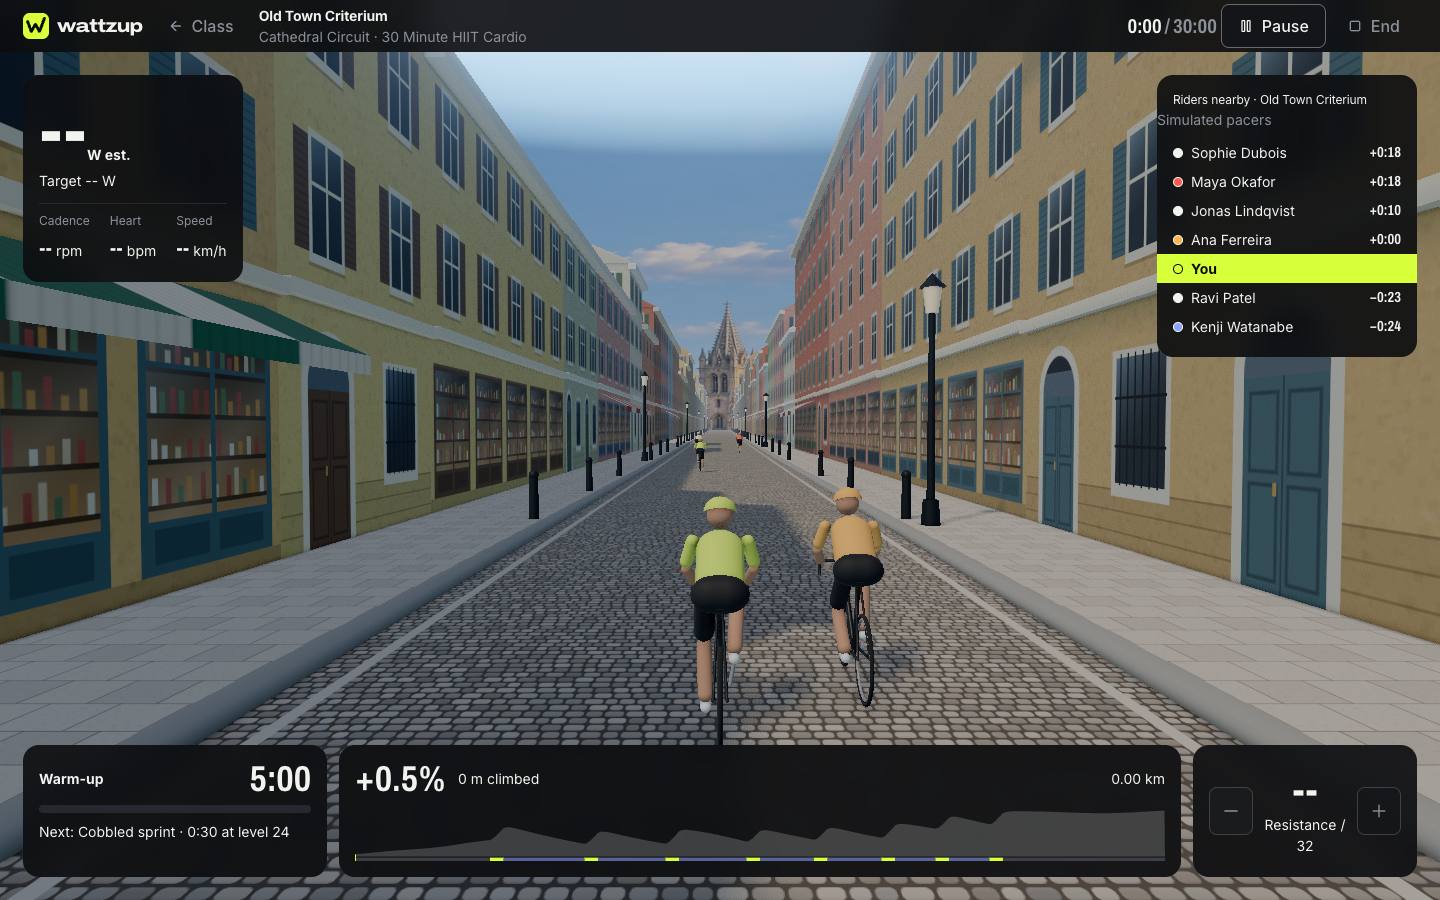 wattzup
Class
Old Town Criterium
Cathedral Circuit · 30 Minute HIIT Cardio
0:00 / 30:00
Pause
End
--
W est.
Target -- W
Cadence Heart Speed
-- rpm -- bpm -- km/h
Riders nearby · Old Town Criterium
Simulated pacers
Sophie Dubois +0:18
Maya Okafor +0:18
Jonas Lindqvist +0:10
Ana Ferreira +0:00
You
Ravi Patel −0:23
Kenji Watanabe −0:24
Warm-up 5:00
Next: Cobbled sprint · 0:30 at level 24
+0.5% 0 m climbed 0.00 km
− -- +
Resistance /
32